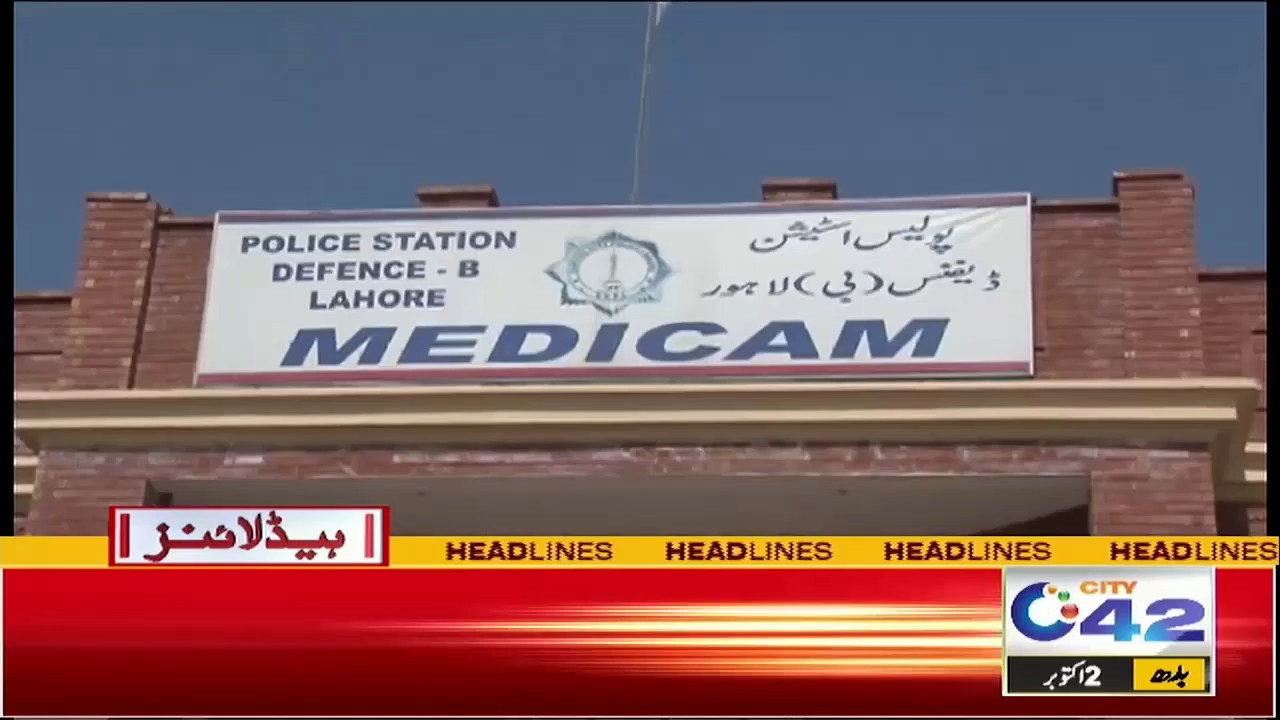 POLICE STATION
DEFENCE - B
LAHORE
پولیس اسٹیشن
ڈیفنس (بی) لاہور
MEDICAM
ہیڈلائنز
HEADLINES HEADLINES HEADLINES HEADLINES
CITY
42
2 اکتوبر
بدھ